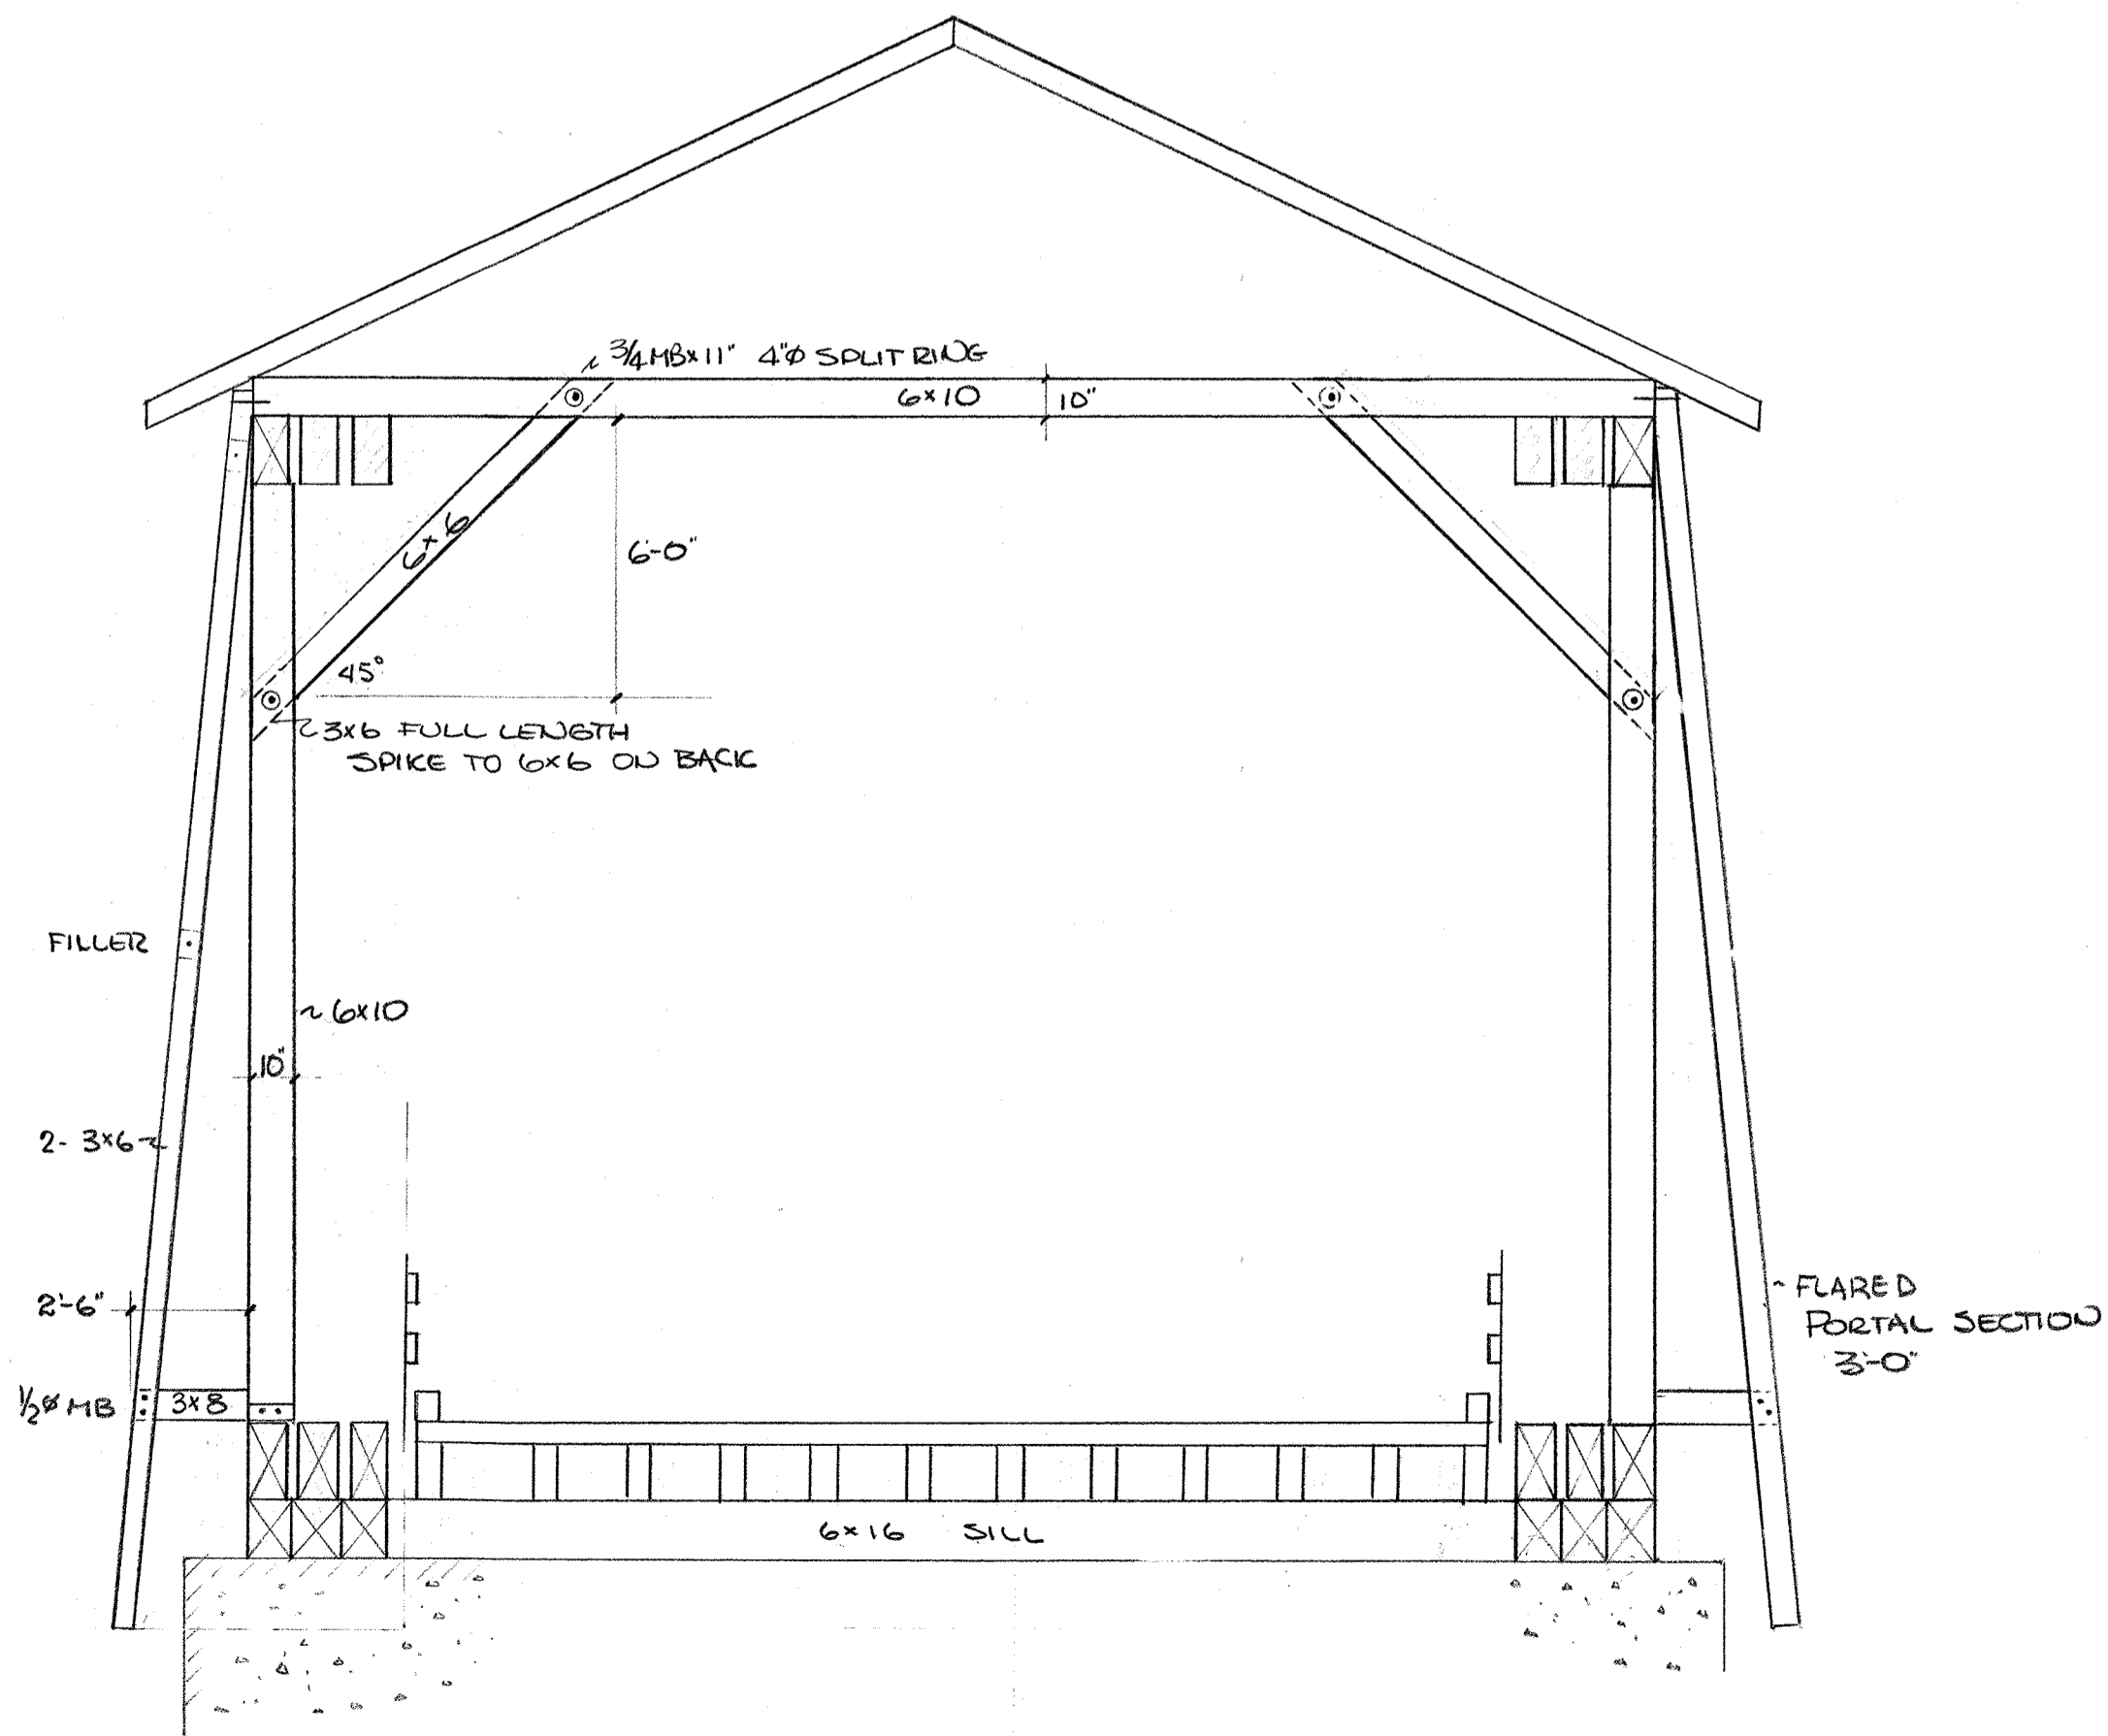 3/4 MB x 11" 4"Ø SPLIT RING
6x10
10"
6x6
6'-0"
45°
3x6 FULL LENGTH
SPIKE TO 6x6 ON BACK
FILLER
6x10
10"
2- 3x6
2'-6"
FLARED
PORTAL SECTION
3'-0"
1/2Ø MB
3x8
6x16 SILL